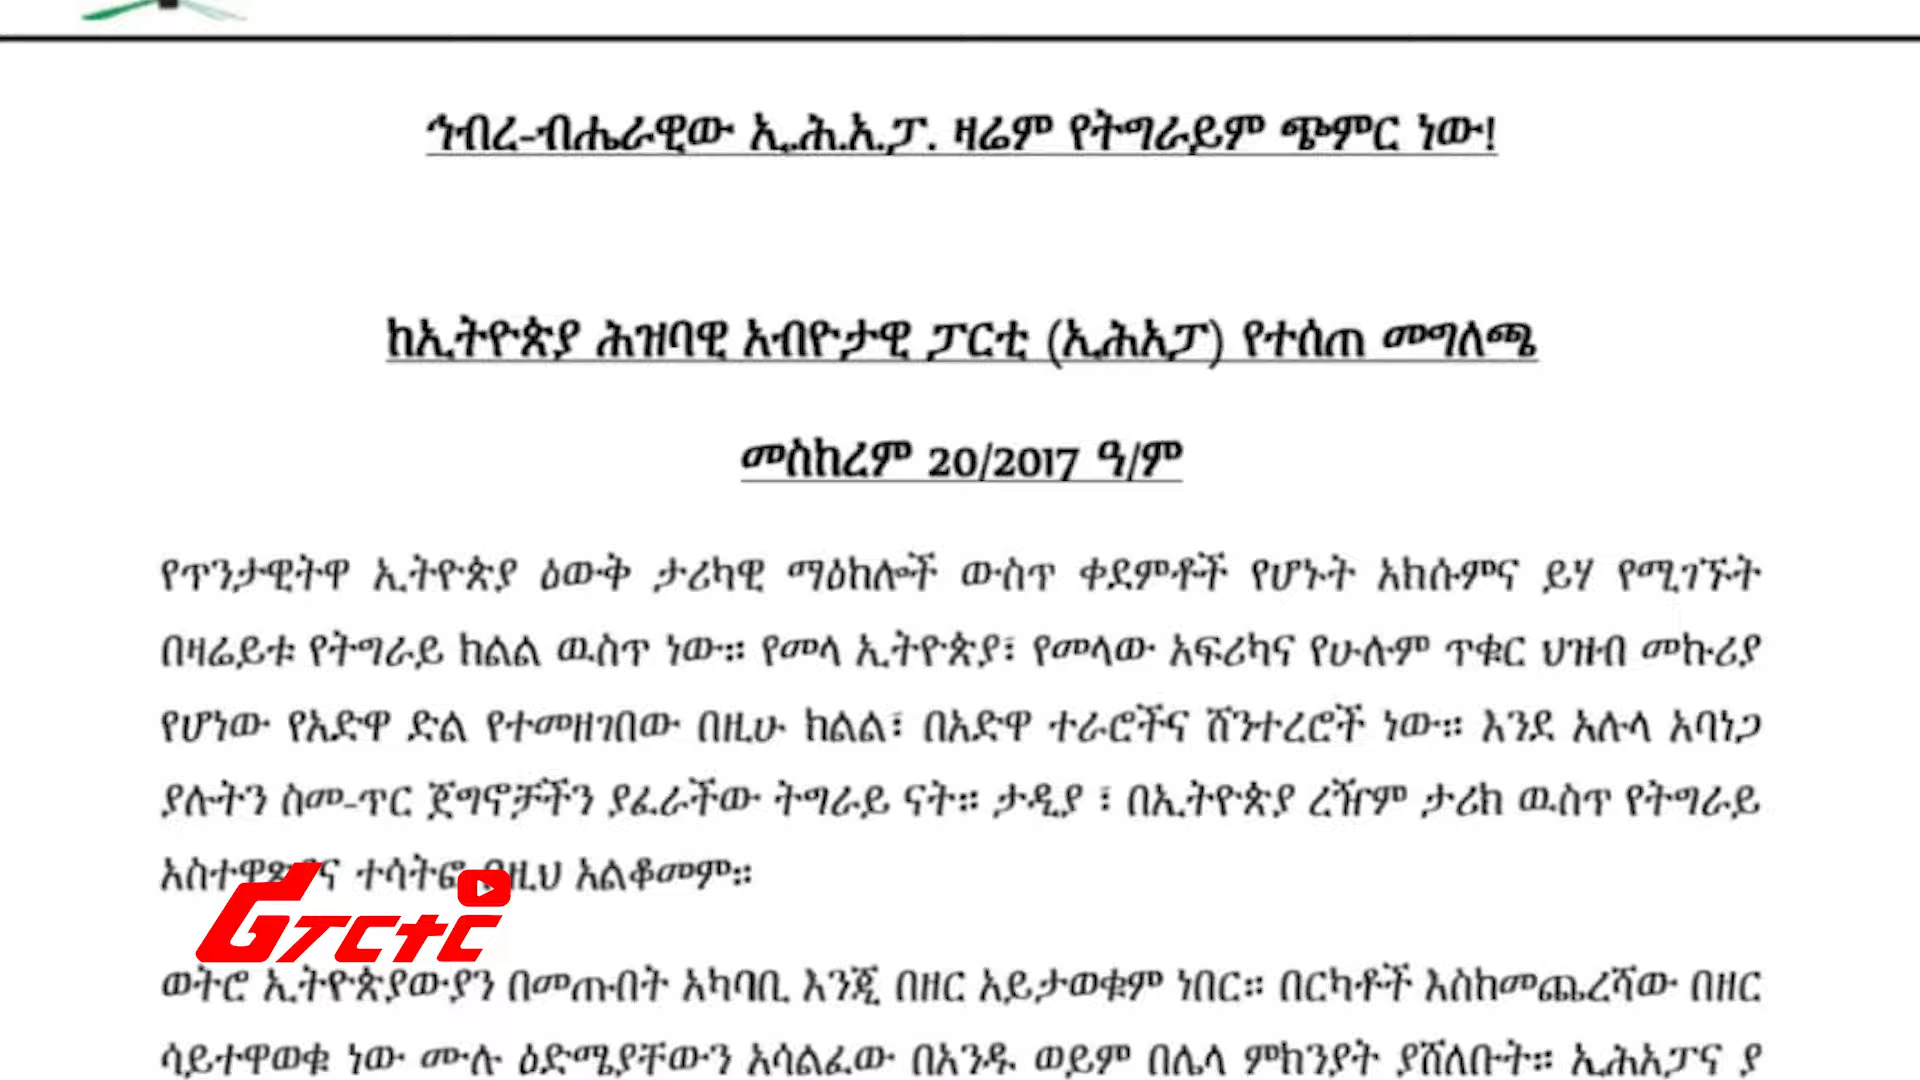 ኅብረ-ብሔራዊው ኢ.ሕ.አ.ፓ. ዛሬም የትግራይም ጭምር ነው!
ከኢትዮጵያ ሕዝባዊ አብዮታዊ ፓርቲ (ኢሕአፓ) የተሰጠ መግለጫ
መስከረም 20/2017 ዓ/ም
የጥንታዊትዋ ኢትዮጵያ ዕውቅ ታሪካዊ ማዕከሎች ውስጥ ቀደምቶች የሆኑት አክሱምና ይሃ የሚገኙት
በዛሬይቱ የትግራይ ክልል ዉስጥ ነው። የመላ ኢትዮጵያ፣ የመላው አፍሪካና የሁሉም ጥቁር ህዝብ መኩሪያ
የሆነው የአድዋ ድል የተመዘገበው በዚሁ ክልል፣ በአድዋ ተራሮችና ሸንተረሮች ነው። እንደ አሉላ አባነጋ
ያሉትን ስመ-ጥር ጀግኖቻችን ያፈራችው ትግራይ ናት። ታዲያ ፣ በኢትዮጵያ ረዥም ታሪክ ዉስጥ የትግራይ
ተሳትፎ በዚህ አልቆመም።
ወትሮ ኢትዮጵያውያን በመጡበት አካባቢ እንጂ በዘር አይታወቁም ነበር። በርካቶች እስከመጨረሻው በዘር
ሳይተዋወቁ ነው ሙሉ ዕድሜያቸውን አሳልፈው በአንዱ ወይም በሌላ ምክንያት ያሸለቡት። ኢሕአፓና ያ